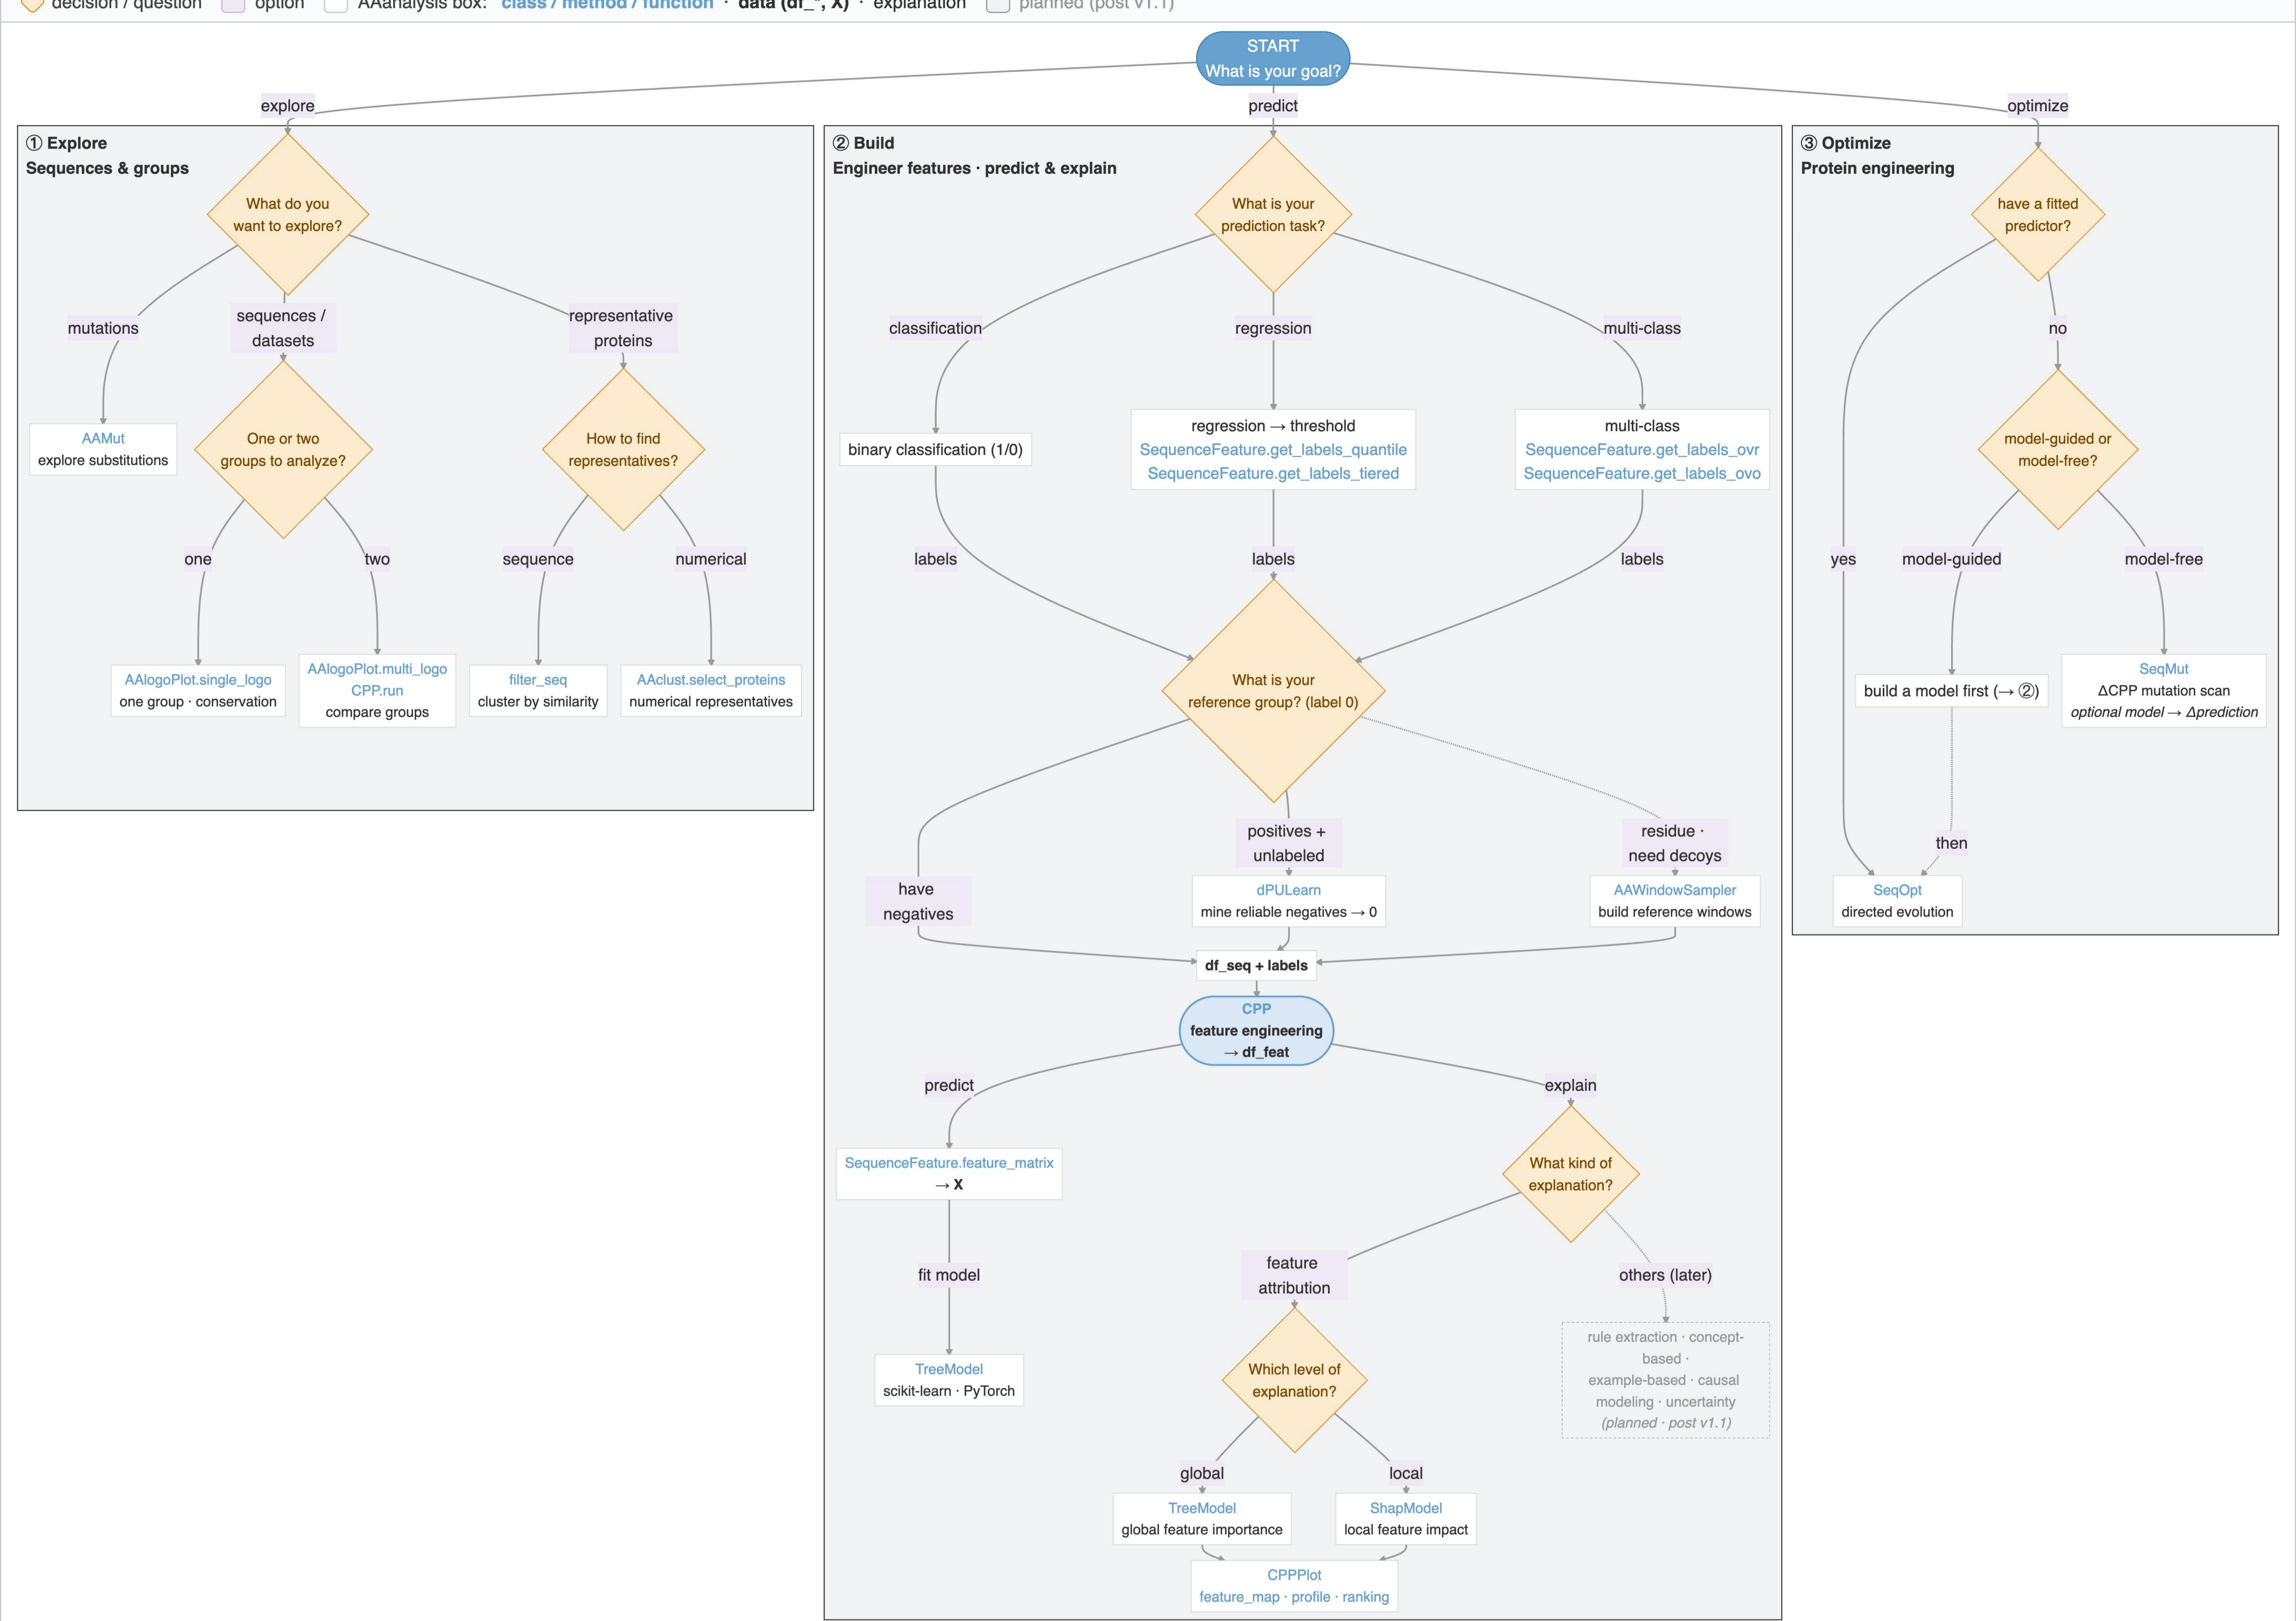 decision / question
option
AAanalysis box: class / method / function · data (df_*, X) · explanation
planned (post v1.1)
START
What is your goal?
explore
predict
optimize
① Explore
Sequences & groups
What do you
want to explore?
mutations
sequences /
datasets
representative
proteins
AAMut
explore substitutions
One or two
groups to analyze?
How to find
representatives?
one
two
sequence
numerical
AAlogoPlot.single_logo
one group · conservation
AAlogoPlot.multi_logo
CPP.run
compare groups
filter_seq
cluster by similarity
AAclust.select_proteins
numerical representatives
② Build
Engineer features · predict & explain
What is your
prediction task?
classification
regression
multi-class
binary classification (1/0)
regression → threshold
SequenceFeature.get_labels_quantile
SequenceFeature.get_labels_tiered
multi-class
SequenceFeature.get_labels_ovr
SequenceFeature.get_labels_ovo
labels
labels
labels
What is your
reference group? (label 0)
have
negatives
positives +
unlabeled
residue ·
need decoys
dPULearn
mine reliable negatives → 0
AAWindowSampler
build reference windows
df_seq + labels
CPP
feature engineering
→ df_feat
predict
explain
SequenceFeature.feature_matrix
→ X
What kind of
explanation?
fit model
feature
attribution
others (later)
TreeModel
scikit-learn · PyTorch
Which level of
explanation?
rule extraction · concept-
based ·
example-based · causal
modeling · uncertainty
(planned · post v1.1)
global
local
TreeModel
global feature importance
ShapModel
local feature impact
CPPPlot
feature_map · profile · ranking
③ Optimize
Protein engineering
have a fitted
predictor?
no
model-guided or
model-free?
yes
model-guided
model-free
build a model first (→ ②)
SeqMut
ΔCPP mutation scan
optional model → Δprediction
then
SeqOpt
directed evolution